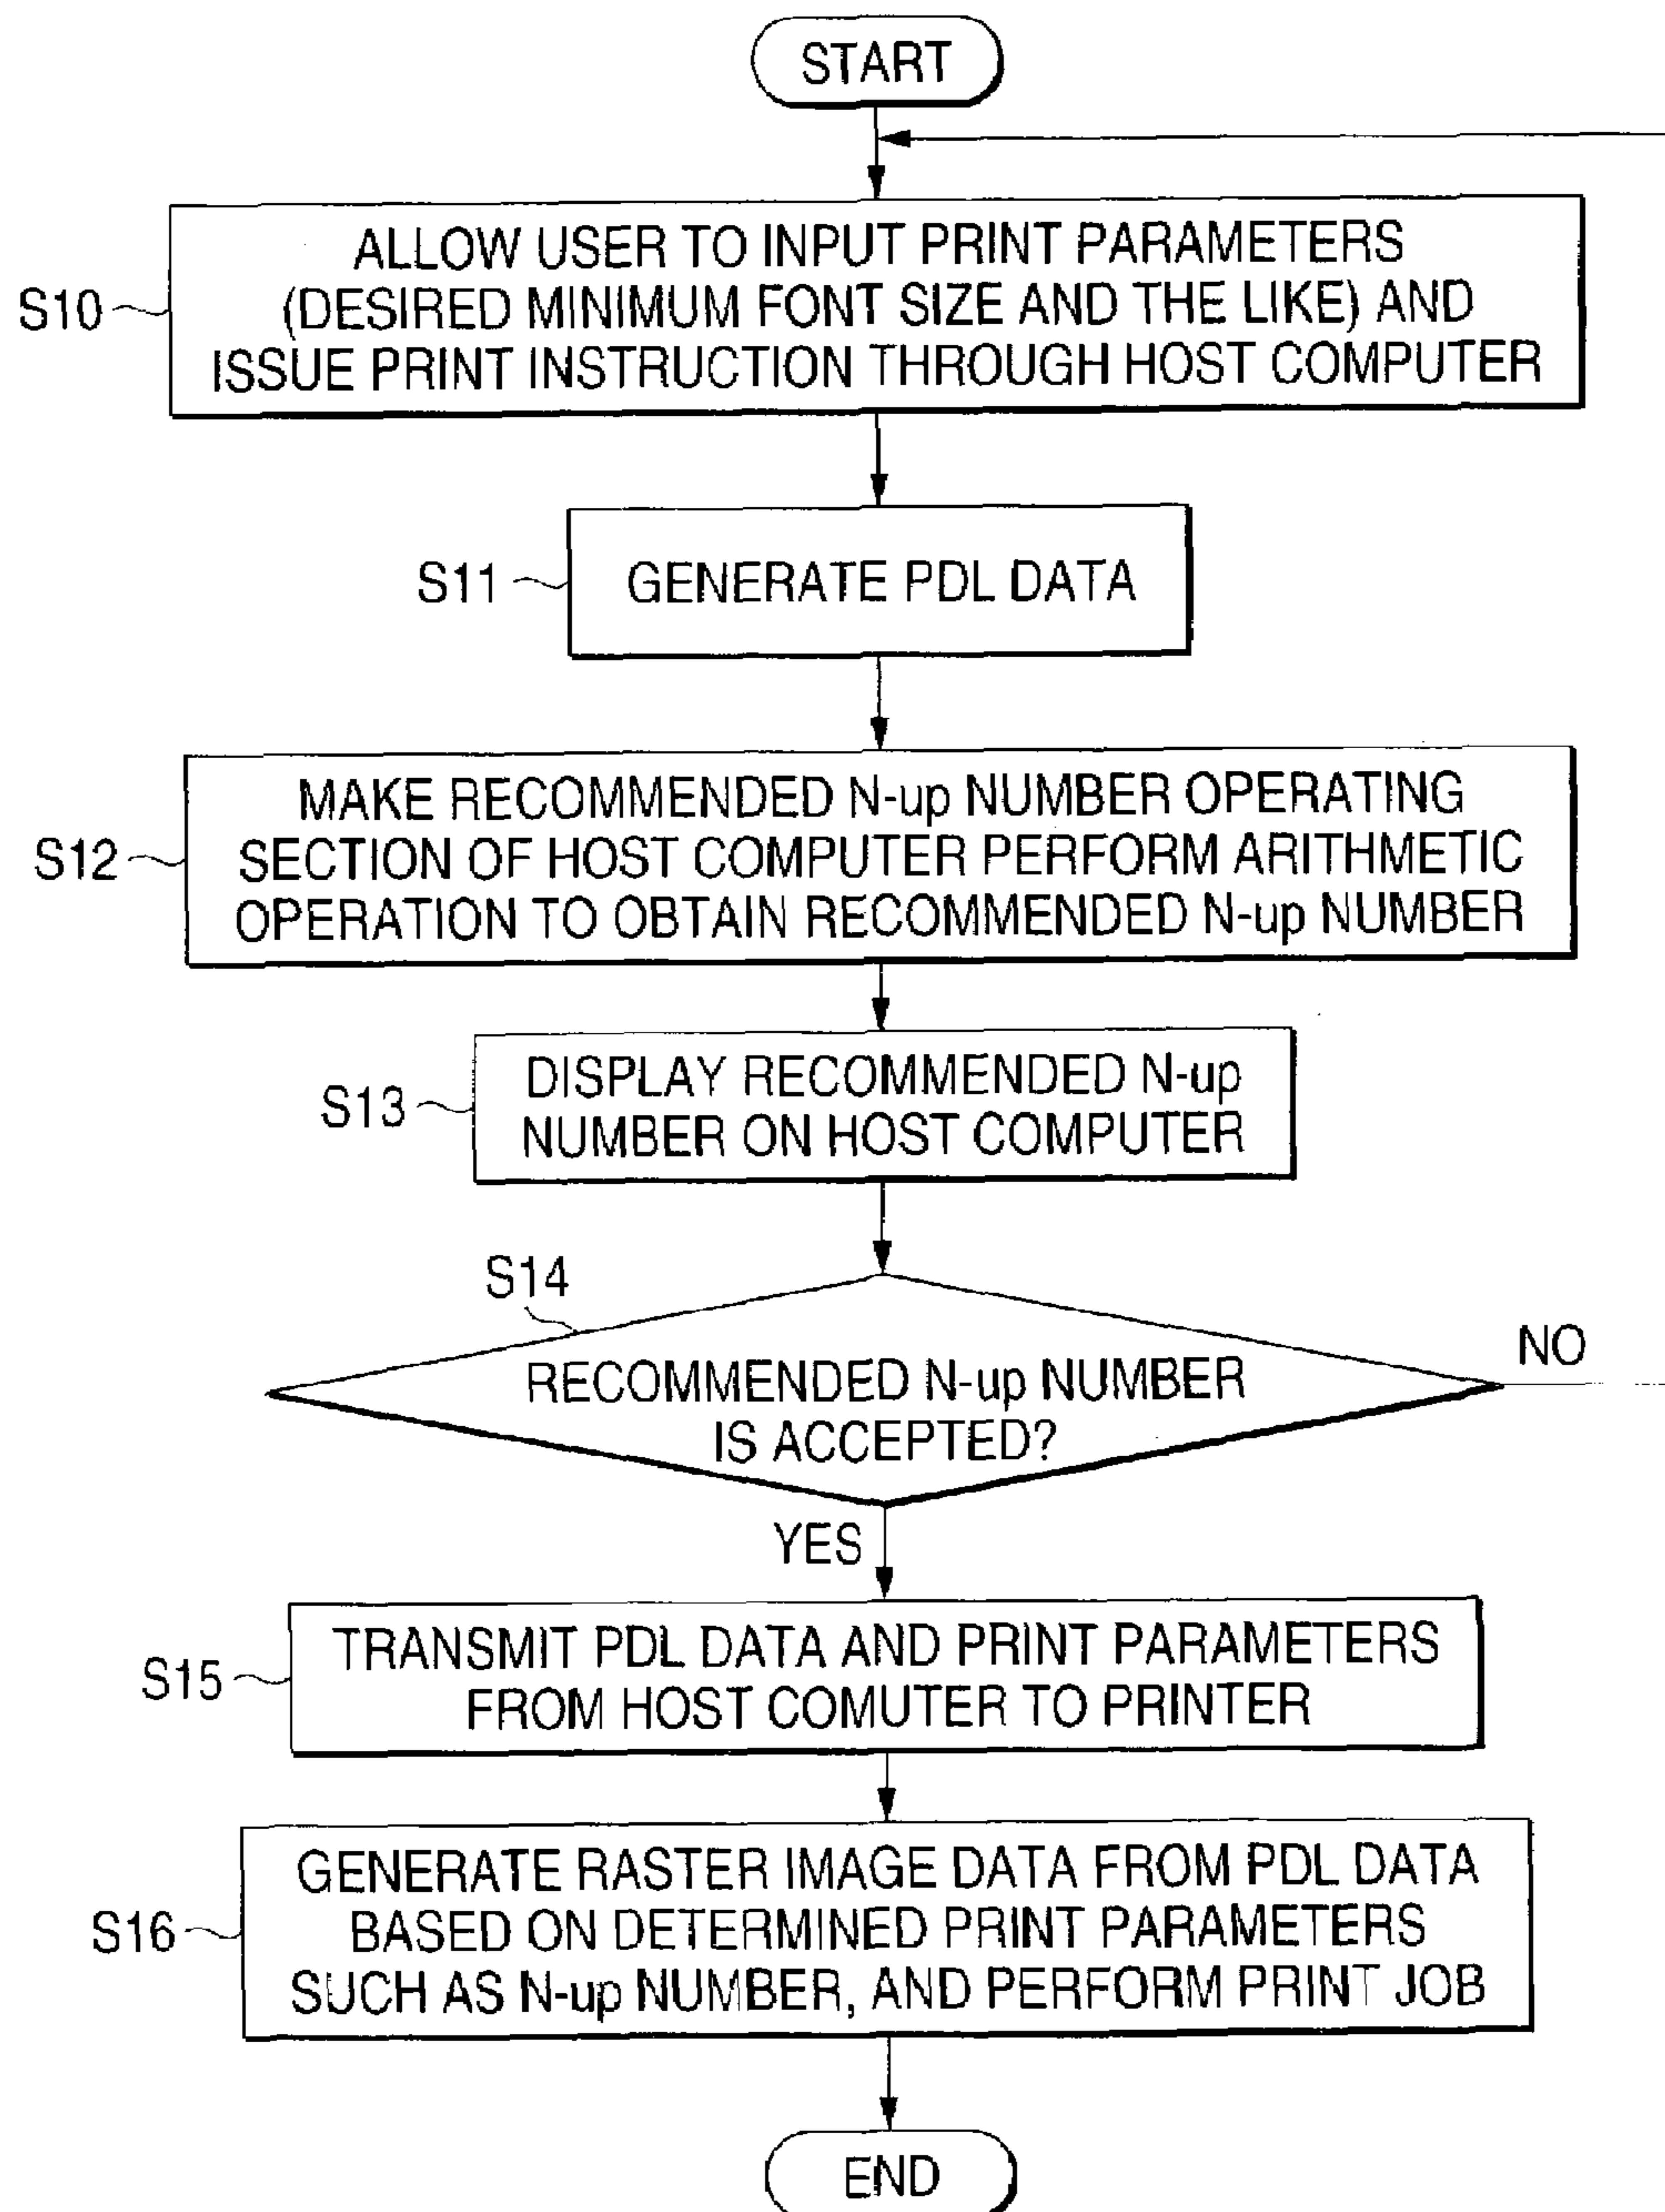 START
S10
ALLOW USER TO INPUT PRINT PARAMETERS
(DESIRED MINIMUM FONT SIZE AND THE LIKE) AND
ISSUE PRINT INSTRUCTION THROUGH HOST COMPUTER
S11
GENERATE PDL DATA
S12
MAKE RECOMMENDED N-up NUMBER OPERATING
SECTION OF HOST COMPUTER PERFORM ARITHMETIC
OPERATION TO OBTAIN RECOMMENDED N-up NUMBER
S13
DISPLAY RECOMMENDED N-up
NUMBER ON HOST COMPUTER
S14
RECOMMENDED N-up NUMBER
IS ACCEPTED?
NO
YES
S15
TRANSMIT PDL DATA AND PRINT PARAMETERS
FROM HOST COMUTER TO PRINTER
S16
GENERATE RASTER IMAGE DATA FROM PDL DATA
BASED ON DETERMINED PRINT PARAMETERS
SUCH AS N-up NUMBER, AND PERFORM PRINT JOB
END